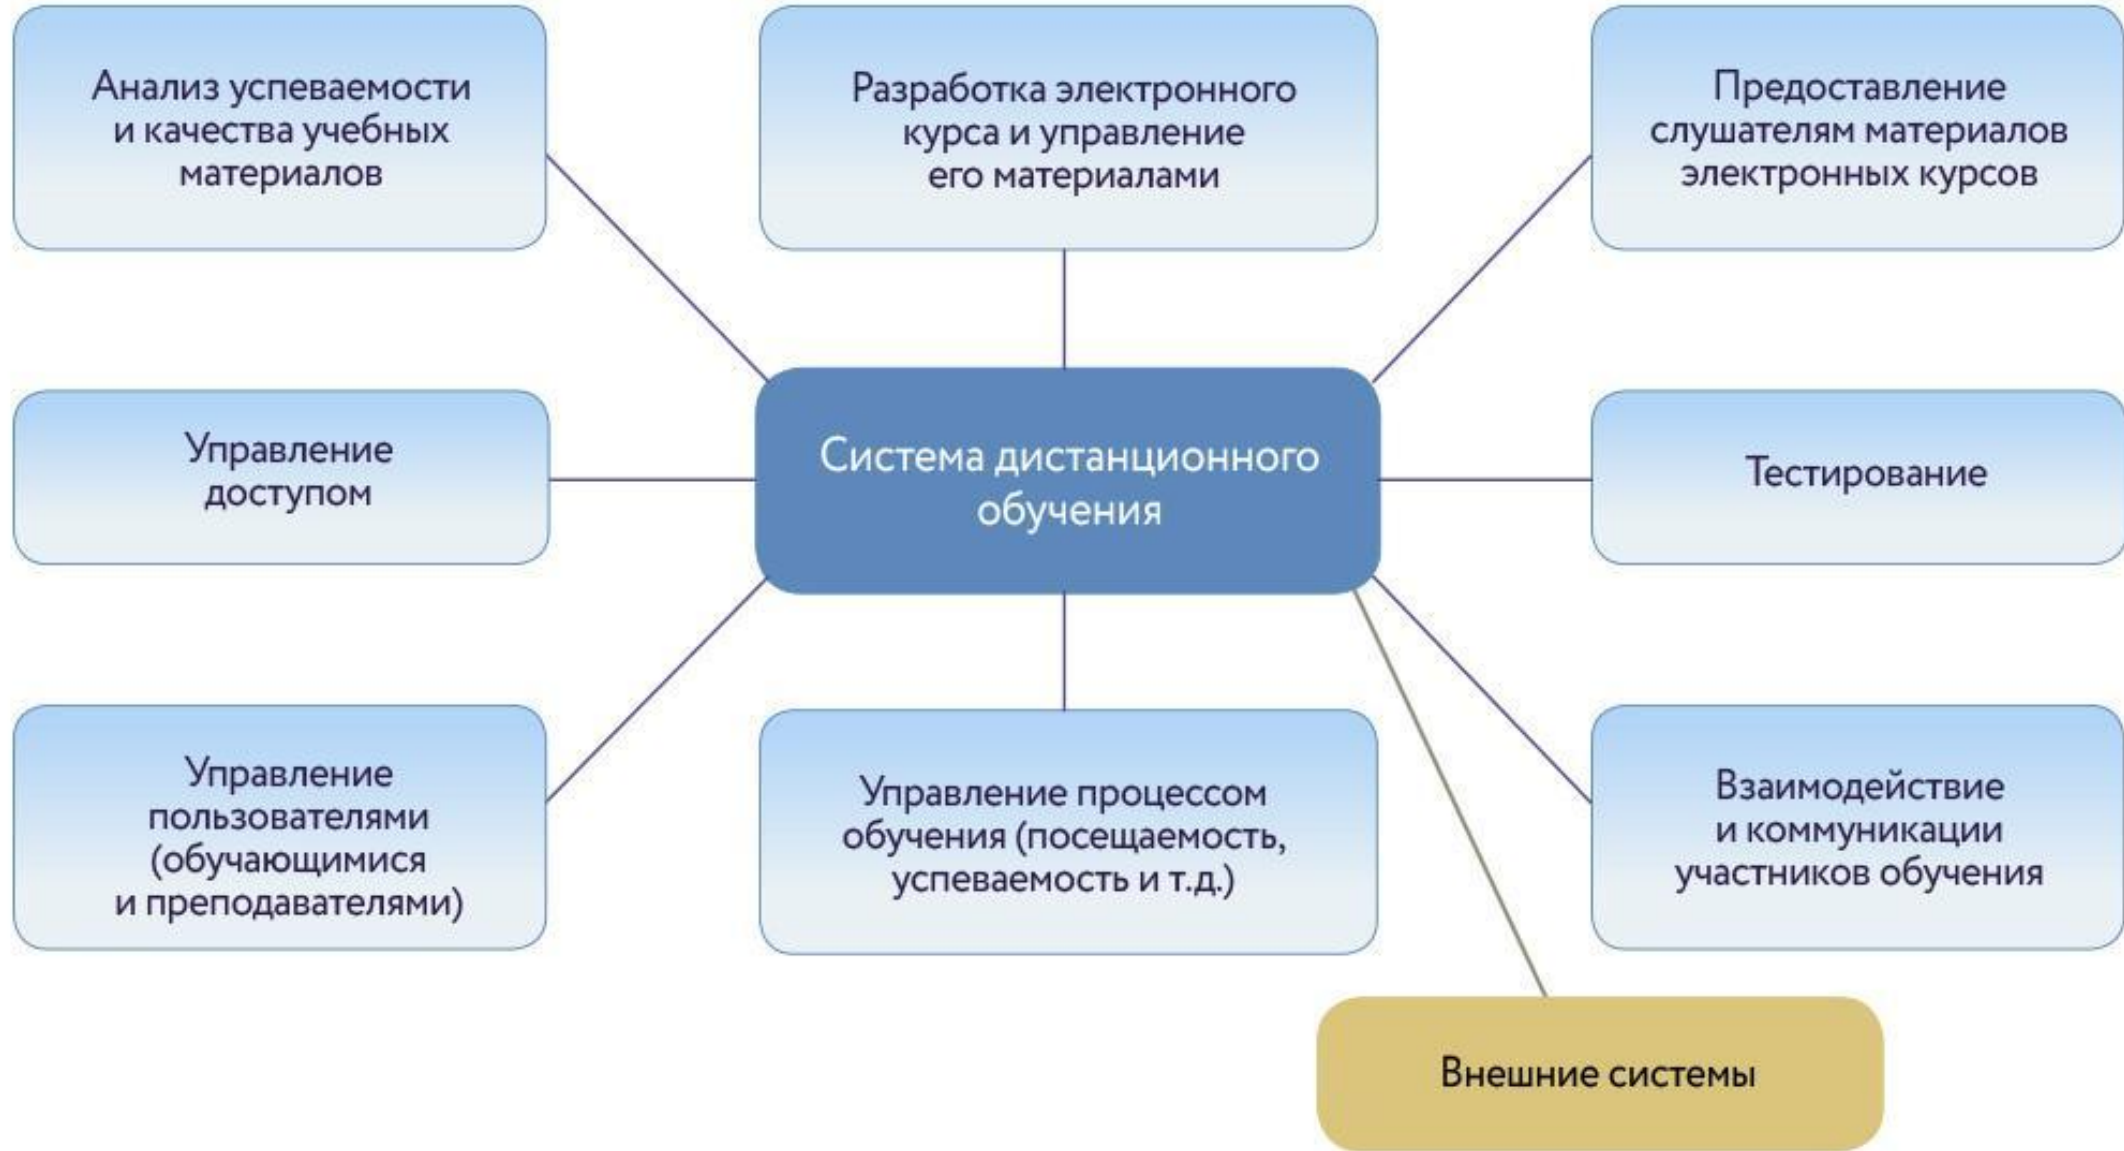 Анализ успеваемости
и качества учебных
материалов
Разработка электронного
курса и управление
его материалами
Предоставление
слушателям материалов
электронных курсов
Управление
доступом
Система дистанционного
обучения
Тестирование
Управление
пользователями
(обучающимися
и преподавателями)
Управление процессом
обучения (посещаемость,
успеваемость и т.д.)
Взаимодействие
и коммуникации
участников обучения
Внешние системы